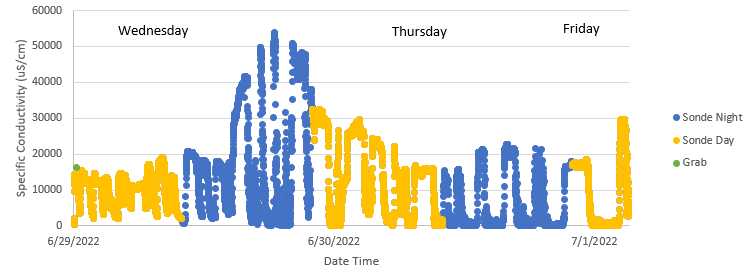 60000
50000
40000
30000
20000
10000
0
Specific Conductivity (uS/cm)
Wednesday
Thursday
Friday
Sonde Night
Sonde Day
Grab
6/29/2022
6/30/2022
7/1/2022
Date Time